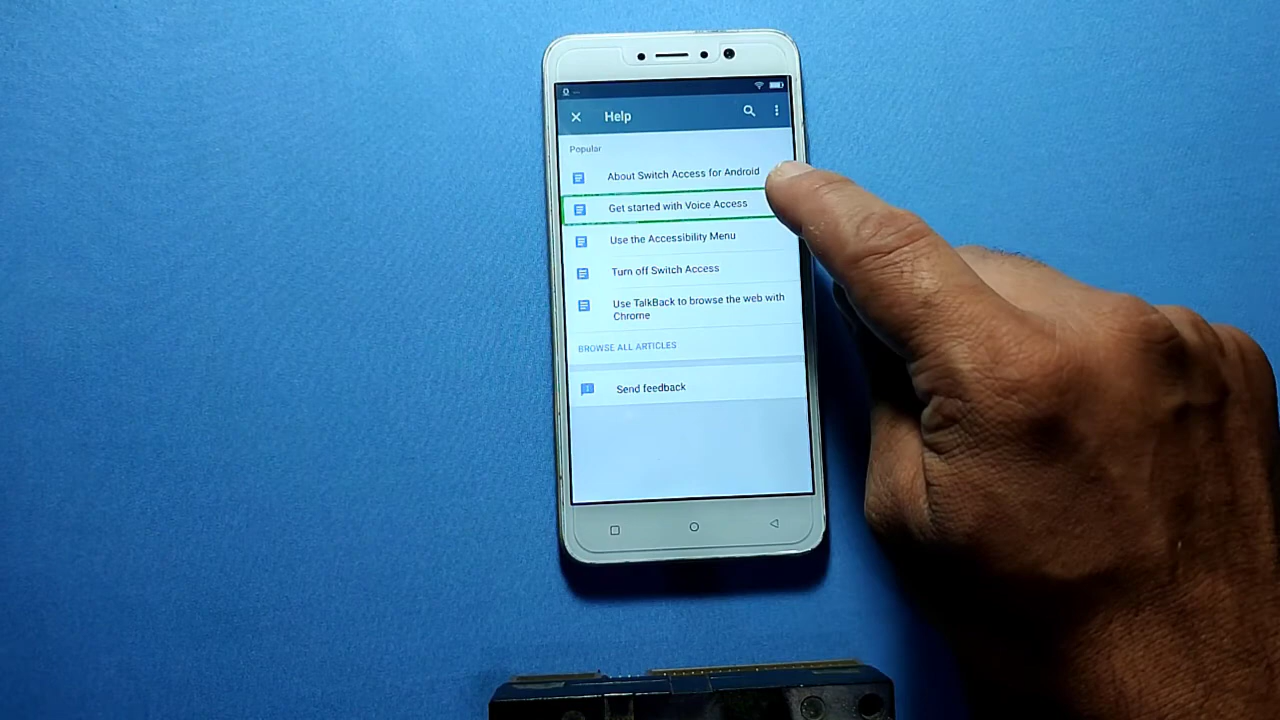 Help
Popular
About Switch Access for Android
Get started with Voice Access
Use the Accessibility Menu
Turn off Switch Access
Use TalkBack to browse the web with
Chrome
BROWSE ALL ARTICLES
Send feedback